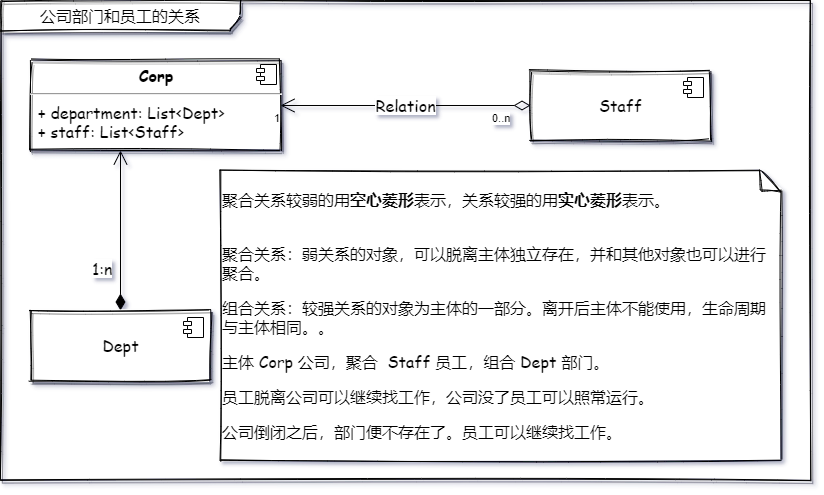 公司部门和员工的关系
Corp
+ department: List<Dept>
+ staff: List<Staff>
1
Relation
0..n
Staff
1:n
Dept
聚合关系较弱的用空心菱形表示，关系较强的用实心菱形表示。
聚合关系：弱关系的对象，可以脱离主体独立存在，并和其他对象也可以进行
聚合。
组合关系：较强关系的对象为主体的一部分。离开后主体不能使用，生命周期
与主体相同。。
主体 Corp 公司，聚合 Staff 员工，组合 Dept 部门。
员工脱离公司可以继续找工作，公司没了员工可以照常运行。
公司倒闭之后，部门便不存在了。员工可以继续找工作。